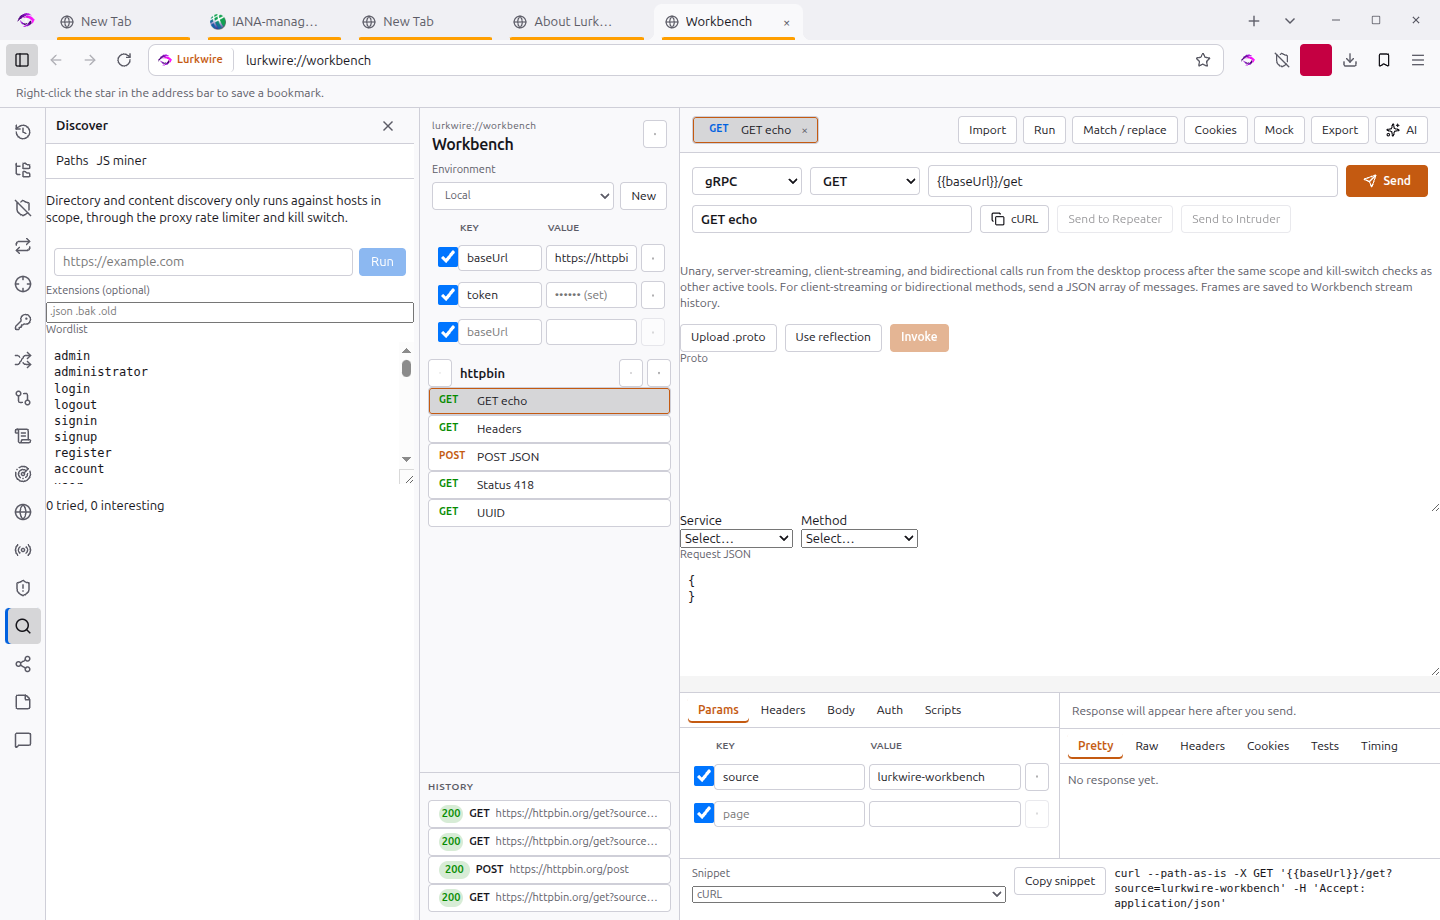 New Tab
IANA-manag...
New Tab
About Lurk...
Workbench
Lurkwire
lurkwire://workbench
Right-click the star in the address bar to save a bookmark.
Discover
Paths JS miner
Directory and content discovery only runs against hosts in
scope, through the proxy rate limiter and kill switch.
https://example.com
Run
Extensions (optional)
.json .bak .old
Wordlist
admin
administrator
login
logout
signin
signup
register
account
0 tried, 0 interesting
lurkwire://workbench
Workbench
Environment
Local
New
KEY VALUE
baseUrl https://httpbi
token •••••• (set)
baseUrl
httpbin
GET GET echo
GET Headers
POST POST JSON
GET Status 418
GET UUID
HISTORY
200 GET https://httpbin.org/get?source...
200 GET https://httpbin.org/get?source...
200 POST https://httpbin.org/post
200 GET https://httpbin.org/get?source...
GET GET echo ×
Import
Run
Match / replace
Cookies
Mock
Export
AI
gRPC
GET
{{baseUrl}}/get
Send
GET echo
cURL
Send to Repeater
Send to Intruder
Unary, server-streaming, client-streaming, and bidirectional calls run from the desktop process after the same scope and kill-switch checks as
other active tools. For client-streaming or bidirectional methods, send a JSON array of messages. Frames are saved to Workbench stream
history.
Upload .proto
Use reflection
Invoke
Proto
Service Method
Select... Select...
Request JSON
{
}
Params Headers Body Auth Scripts
KEY VALUE
source lurkwire-workbench
page
Response will appear here after you send.
Pretty Raw Headers Cookies Tests Timing
No response yet.
Snippet
cURL
Copy snippet
curl --path-as-is -X GET '{{baseUrl}}/get?
source=lurkwire-workbench' -H 'Accept:
application/json'